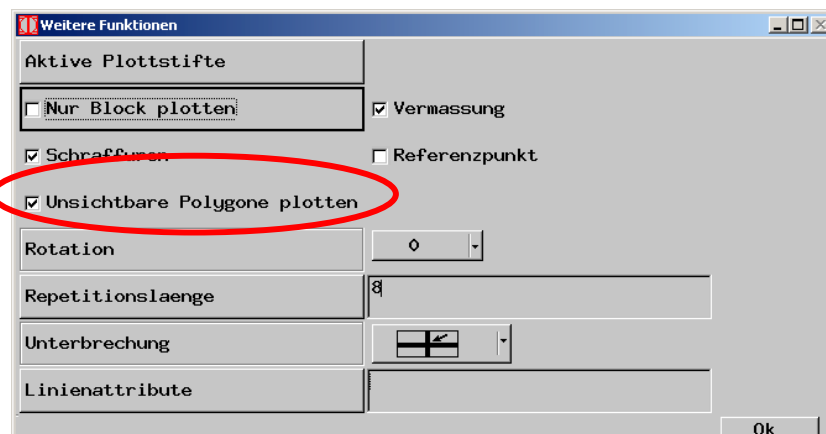 Weitere Funktionen
Aktive Plottstifte
Nur Block plotten
Vermassung
Schraffuren
Referenzpunkt
Unsichtbare Polygone plotten
Rotation
0
Repetitionslaenge
8
Unterbrechung
Linienattribute
Ok